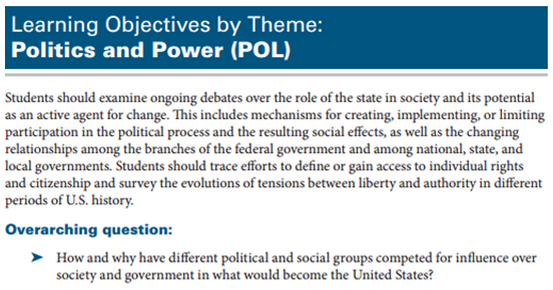 Learning Objectives by Theme:
Politics and Power (POL)
Students should examine ongoing debates over the role of the state in society and its potential
as an active agent for change. This includes mechanisms for creating, implementing, or limiting
participation in the political process and the resulting social effects, as well as the changing
relationships among the branches of the federal government and among national, state, and
local governments. Students should trace efforts to define or gain access to individual rights
and citizenship and survey the evolutions of tensions between liberty and authority in different
periods of U.S. history.
Overarching question:
➤ How and why have different political and social groups competed for influence over
society and government in what would become the United States?